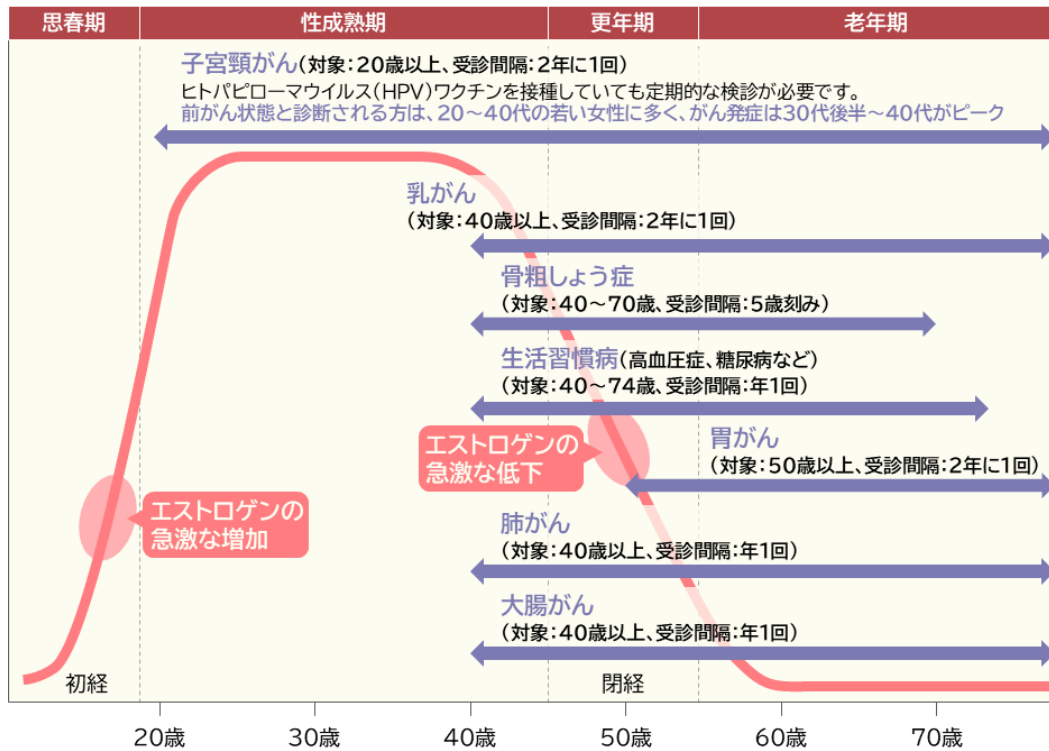 思春期
性成熟期
更年期
老年期
子宮頸がん(対象:20歳以上、受診間隔:2年に1回)
ヒトパピローマウイルス(HPV)ワクチンを接種していても定期的な検診が必要です。
前がん状態と診断される方は、20〜40代の若い女性に多く、がん発症は30代後半〜40代がピーク
乳がん
(対象:40歳以上、受診間隔:2年に1回)
骨粗しょう症
(対象:40〜70歳、受診間隔:5歳刻み)
生活習慣病(高血圧症、糖尿病など)
(対象:40〜74歳、受診間隔:年1回)
エストロゲンの
急激な低下
胃がん
(対象:50歳以上、受診間隔:2年に1回)
エストロゲンの
急激な増加
肺がん
(対象:40歳以上、受診間隔:年1回)
大腸がん
(対象:40歳以上、受診間隔:年1回)
初経
閉経
20歳
30歳
40歳
50歳
60歳
70歳